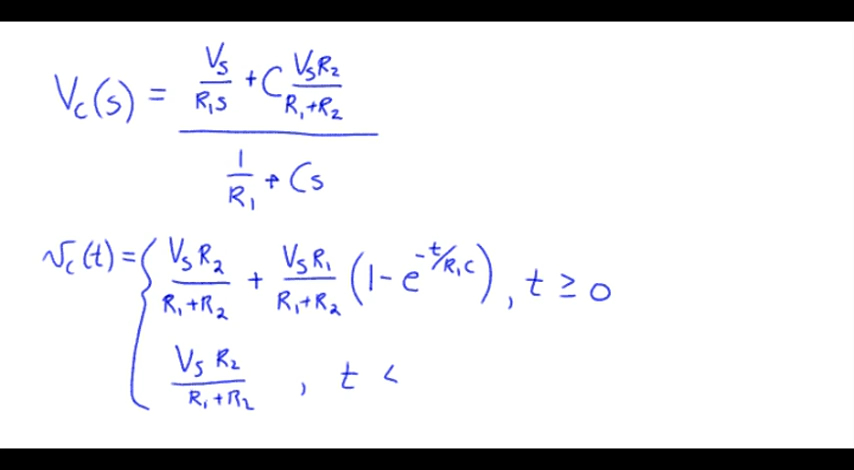 V_c(s) = (V_s/(R_1 s) + C (V_s R_2)/(R_1+R_2)) / (1/R_1 + Cs)
v_c(t) = { (V_s R_2)/(R_1+R_2) + (V_s R_1)/(R_1+R_2) (1 - e^(-t/R_1C)), t ≥ 0
(V_s R_2)/(R_1+R_2), t <